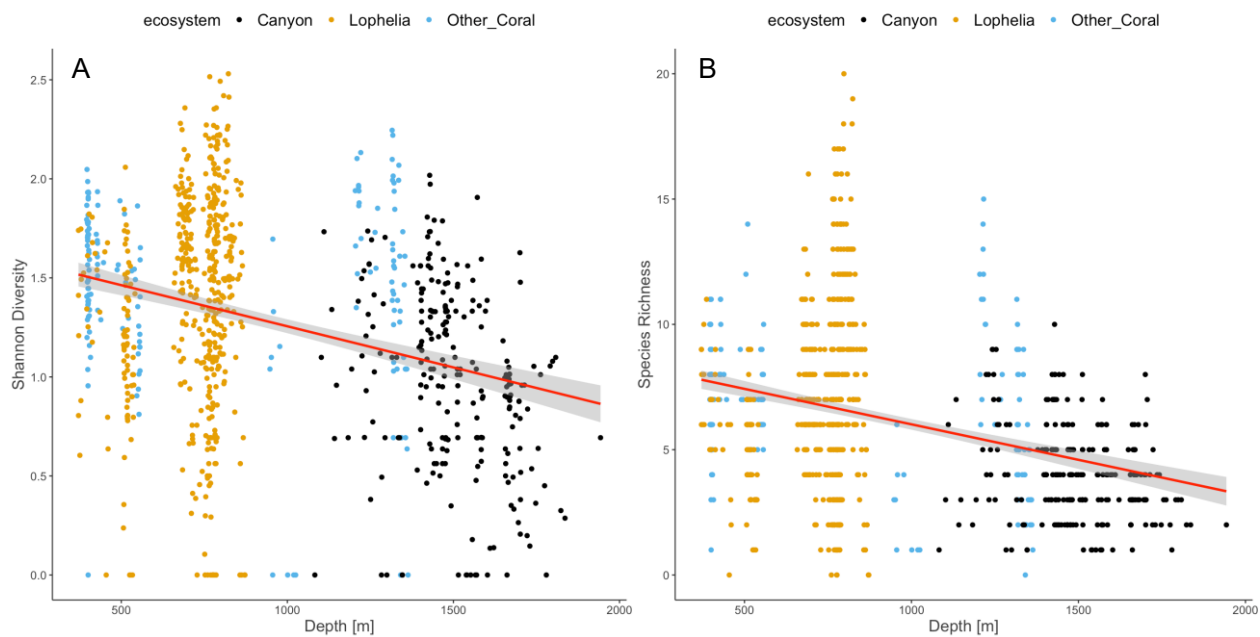 ecosystem Canyon Lophelia Other_Coral
A
2.5
2.0
1.5
1.0
0.5
0.0
Shannon Diversity
500 1000 1500 2000
Depth [m]
ecosystem Canyon Lophelia Other_Coral
B
20
15
10
5
0
Species Richness
500 1000 1500 2000
Depth [m]